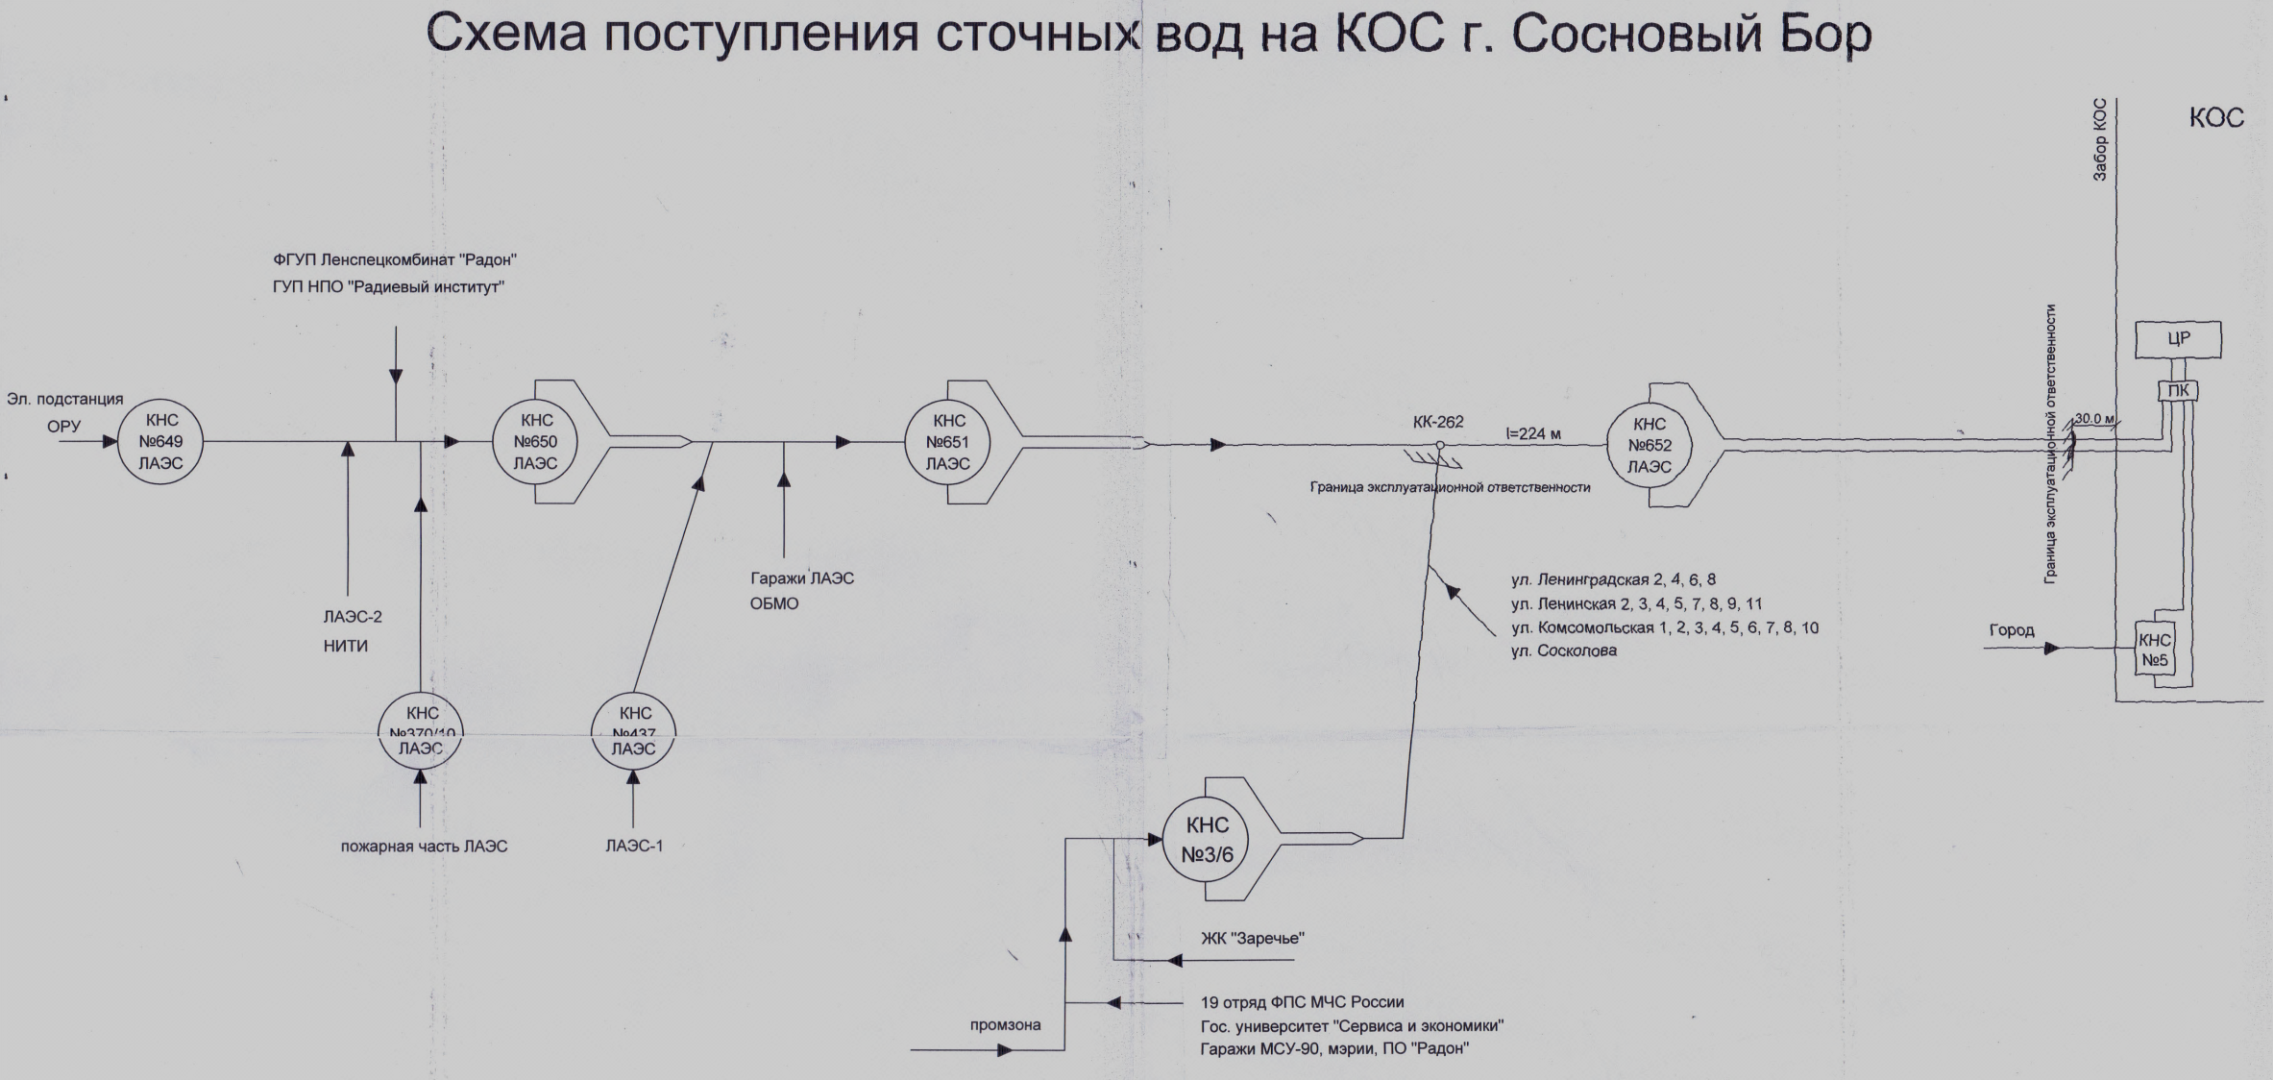 Схема поступления сточных вод на КОС г. Сосновый Бор
Забор КОС
КОС
ФГУП Ленспецкомбинат "Радон"
ГУП НПО "Радиевый институт"
Эл. подстанция
ОРУ
КНС
№649
ЛАЭС
КНС
№650
ЛАЭС
КНС
№651
ЛАЭС
КК-262
l=224 м
Граница эксплуатационной ответственности
КНС
№652
ЛАЭС
Граница эксплуатационной ответственности
30.0 м
ЦР
ПК
ЛАЭС-2
НИТИ
Гаражи ЛАЭС
ОБМО
ул. Ленинградская 2, 4, 6, 8
ул. Ленинская 2, 3, 4, 5, 7, 8, 9, 11
ул. Комсомольская 1, 2, 3, 4, 5, 6, 7, 8, 10
ул. Сосколова
Город
КНС
№5
КНС
№370/10
ЛАЭС
КНС
№437
ЛАЭС
пожарная часть ЛАЭС
ЛАЭС-1
КНС
№3/6
ЖК "Заречье"
19 отряд ФПС МЧС России
Гос. университет "Сервиса и экономики"
Гаражи МСУ-90, мэрии, ПО "Радон"
промзона